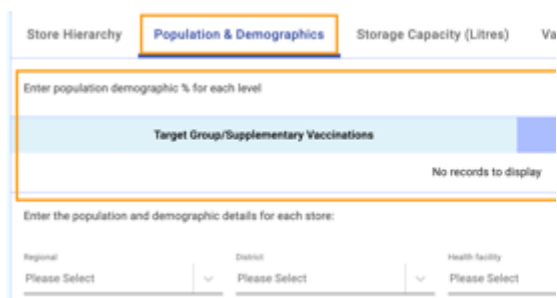 Store Hierarchy Population & Demographics Storage Capacity (Litres) Va
Enter population demographic % for each level
Target Group/Supplementary Vaccinations
No records to display
Enter the population and demographic details for each store:
Regional District Health facility
Please Select Please Select Please Select